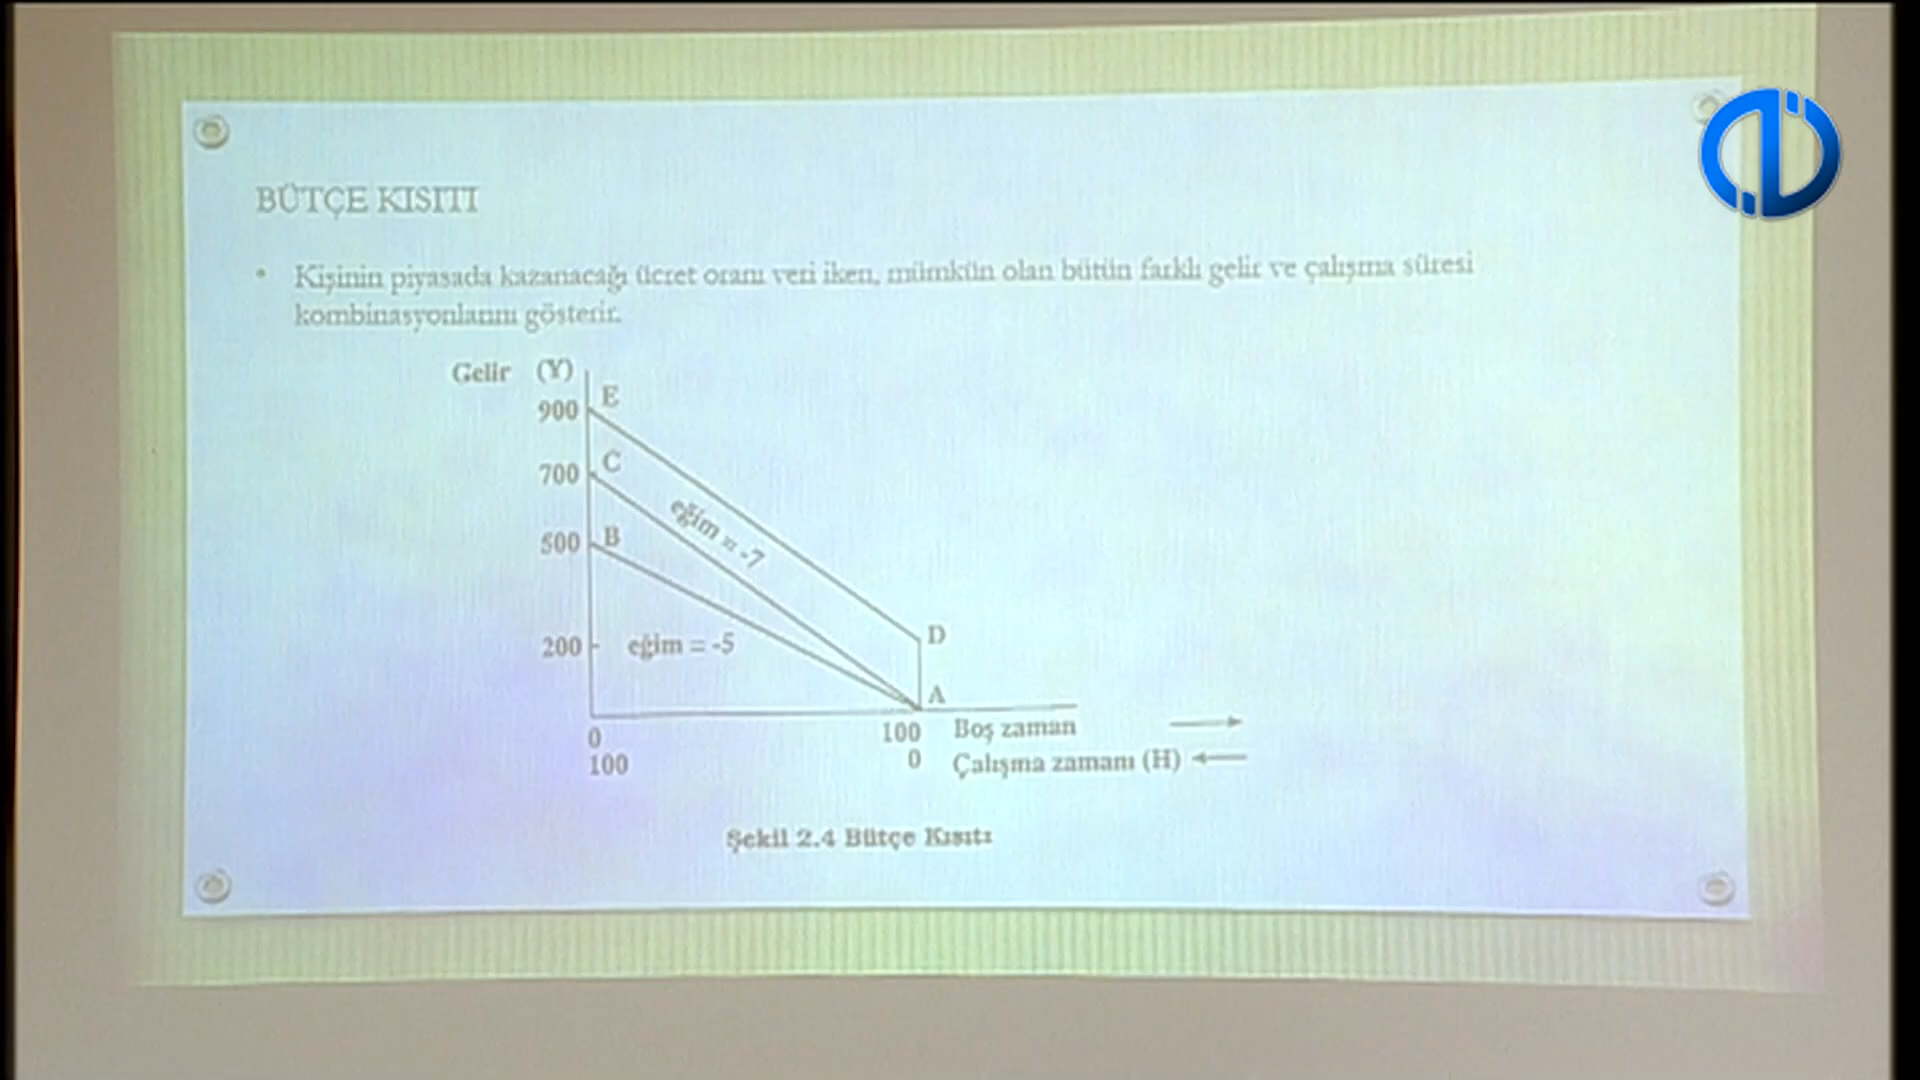 BÜTÇE KISITI
• Kişinin piyasada kazanacağı ücret oranı veri iken, mümkün olan bütün farklı gelir ve çalışma süresi
kombinasyonlarını gösterir.
Gelir (Y)
900 E
700 C
eğim = -7
500 B
200 eğim = -5
D
A
0 100 Boş zaman
100 0 Çalışma zamanı (H)
Şekil 2.4 Bütçe Kısıtı